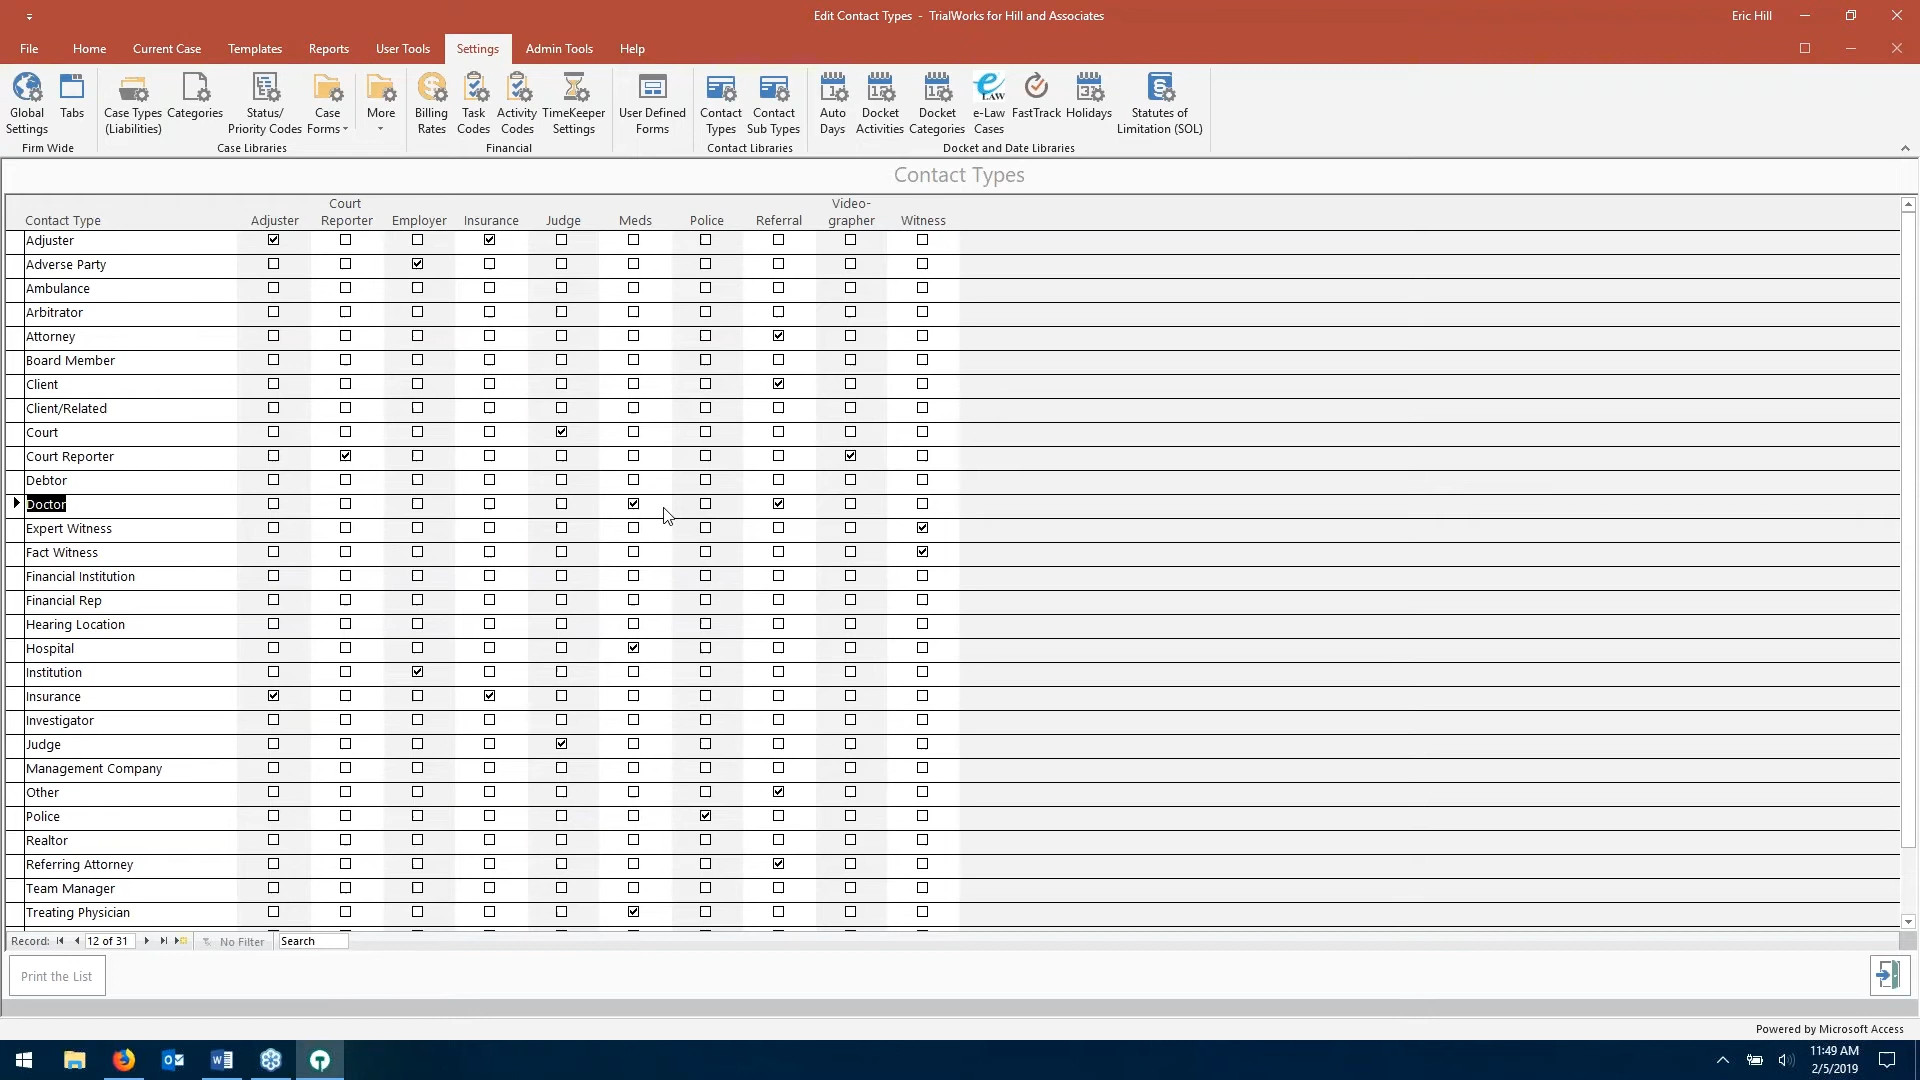 Edit Contact Types - TrialWorks for Hill and Associates
Eric Hill
File Home Current Case Templates Reports User Tools Settings Admin Tools Help
Global Settings
Tabs
Firm Wide
Case Types (Liabilities)
Categories
Status/ Priority Codes
Case Forms
More
Case Libraries
Billing Rates
Task Codes
Activity Codes
TimeKeeper Settings
Financial
User Defined Forms
Contact Types
Contact Sub Types
Contact Libraries
Auto Days
Docket Activities
Docket Categories
e LAW
e-Law Cases
FastTrack
Holidays
Statutes of Limitation (SOL)
Docket and Date Libraries
Contact Types
Contact Type Adjuster Court Reporter Employer Insurance Judge Meds Police Referral Video-grapher Witness
Adjuster
Adverse Party
Ambulance
Arbitrator
Attorney
Board Member
Client
Client/Related
Court
Court Reporter
Debtor
Doctor
Expert Witness
Fact Witness
Financial Institution
Financial Rep
Hearing Location
Hospital
Institution
Insurance
Investigator
Judge
Management Company
Other
Police
Realtor
Referring Attorney
Team Manager
Treating Physician
Record: 12 of 31 No Filter Search
Print the List
Powered by Microsoft Access
11:49 AM
2/5/2019